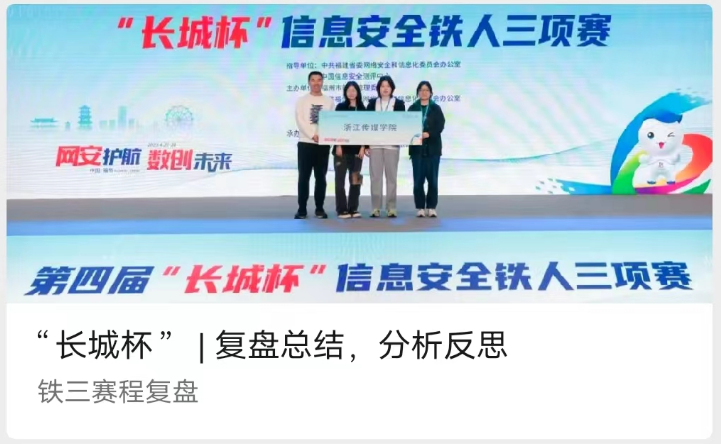 “长城杯”信息安全铁人三项赛
指导单位：中共福建省委网络安全和信息化委员会办公室
中国信息安全测评中心
主办单
网安护航 数创未来
浙江传媒学院
第四届“长城杯”信息安全铁人三项赛
“长城杯” | 复盘总结，分析反思
铁三赛程复盘